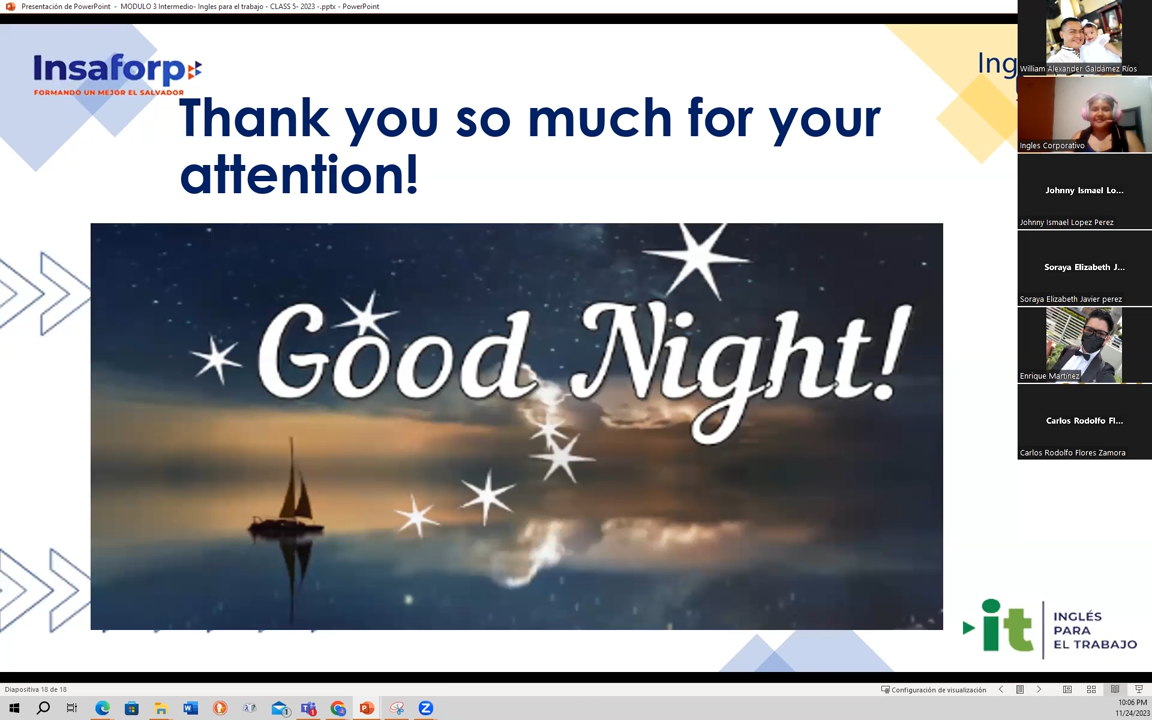 Presentación de PowerPoint - MODULO 3 Intermedio- Ingles para el trabajo - CLASS 5- 2023 -.pptx - PowerPoint
Insaforp
FORMANDO UN MEJOR EL SALVADOR
Ing
Thank you so much for your
attention!
Good Night!
William Alexander Galdámez Ríos
Ingles Corporativo
Johnny Ismael Lo...
Johnny Ismael Lopez Perez
Soraya Elizabeth J...
Soraya Elizabeth Javier perez
Enrique Martinez
Carlos Rodolfo Fl...
Carlos Rodolfo Flores Zamora
it
INGLÉS
PARA
EL TRABAJO
Diapositiva 18 de 18
Configuración de visualización
10:06 PM
11/24/2023